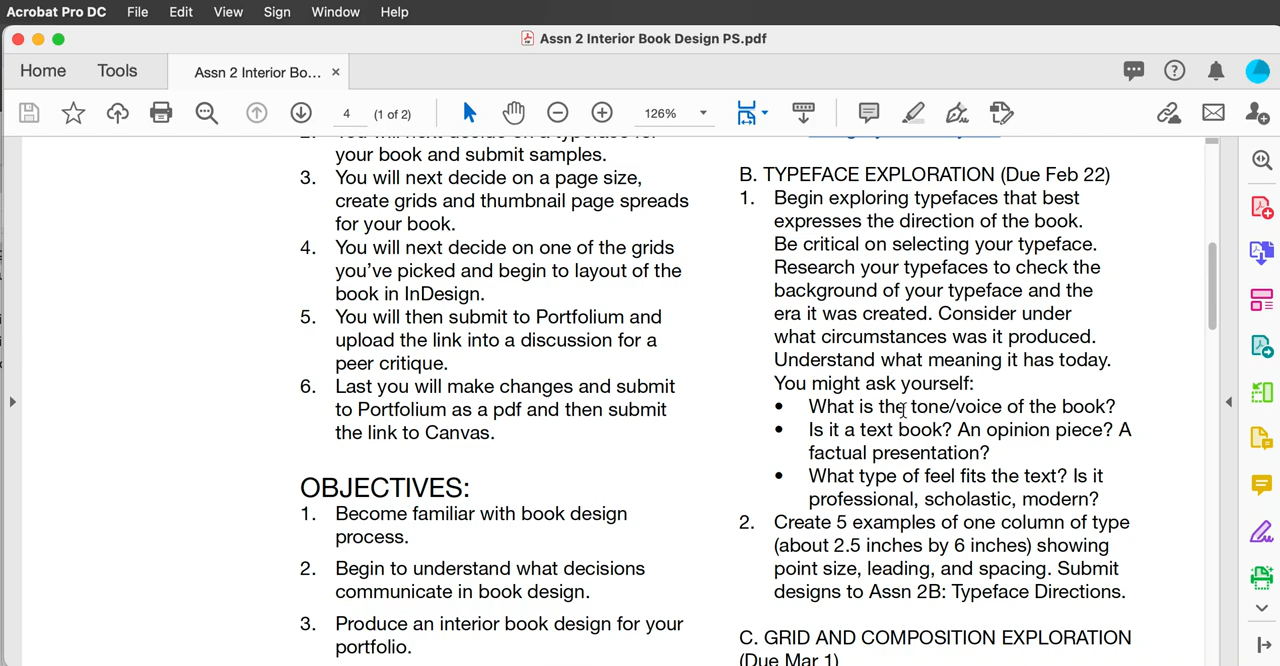 Acrobat Pro DC File Edit View Sign Window Help
Assn 2 Interior Book Design PS.pdf
Home Tools Assn 2 Interior Bo... ×
4 (1 of 2) 126%
your book and submit samples.
3. You will next decide on a page size,
create grids and thumbnail page spreads
for your book.
4. You will next decide on one of the grids
you've picked and begin to layout of the
book in InDesign.
5. You will then submit to Portfolium and
upload the link into a discussion for a
peer critique.
6. Last you will make changes and submit
to Portfolium as a pdf and then submit
the link to Canvas.
OBJECTIVES:
1. Become familiar with book design
process.
2. Begin to understand what decisions
communicate in book design.
3. Produce an interior book design for your
portfolio.
B. TYPEFACE EXPLORATION (Due Feb 22)
1. Begin exploring typefaces that best
expresses the direction of the book.
Be critical on selecting your typeface.
Research your typefaces to check the
background of your typeface and the
era it was created. Consider under
what circumstances was it produced.
Understand what meaning it has today.
You might ask yourself:
• What is the tone/voice of the book?
• Is it a text book? An opinion piece? A
factual presentation?
• What type of feel fits the text? Is it
professional, scholastic, modern?
2. Create 5 examples of one column of type
(about 2.5 inches by 6 inches) showing
point size, leading, and spacing. Submit
designs to Assn 2B: Typeface Directions.
C. GRID AND COMPOSITION EXPLORATION
(Due Mar 1)